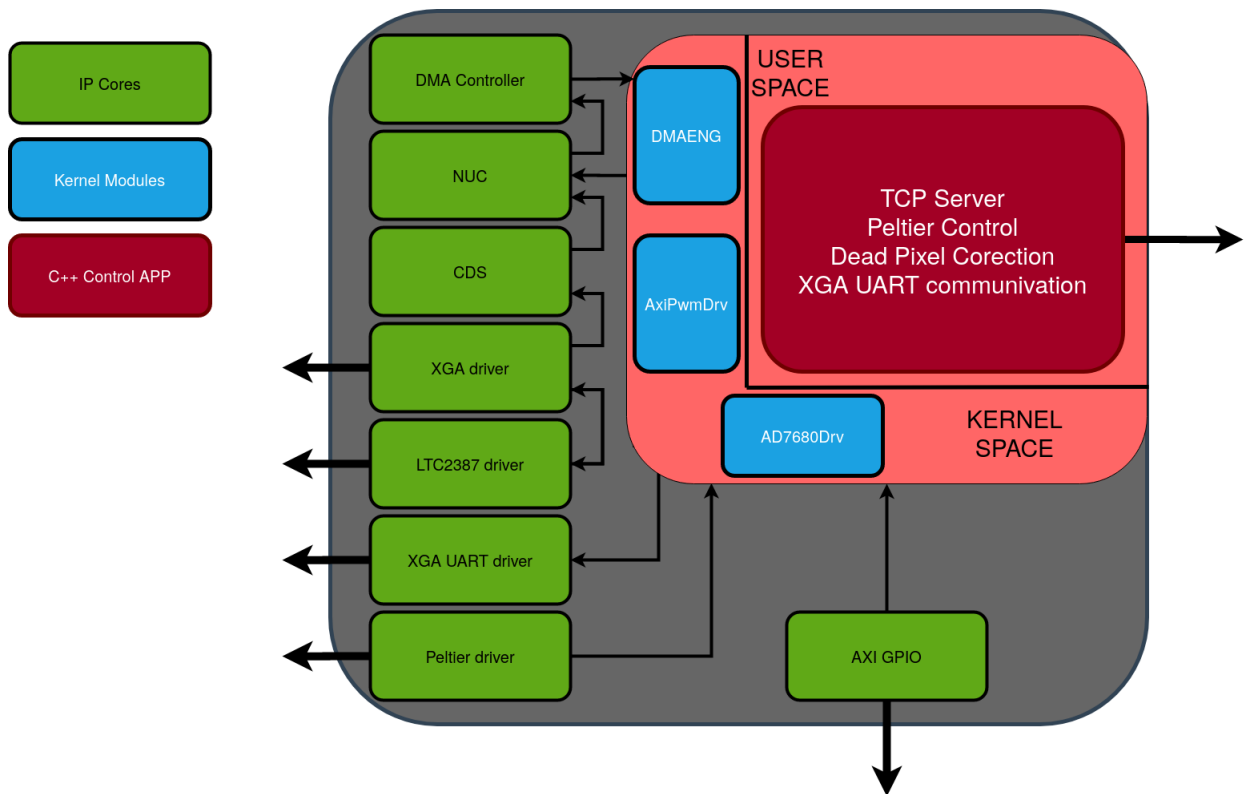 IP Cores
Kernel Modules
C++ Control APP
DMA Controller
NUC
CDS
XGA driver
LTC2387 driver
XGA UART driver
Peltier driver
DMAENG
AxiPwmDrv
AD7680Drv
USER
SPACE
TCP Server
Peltier Control
Dead Pixel Corection
XGA UART communivation
KERNEL
SPACE
AXI GPIO